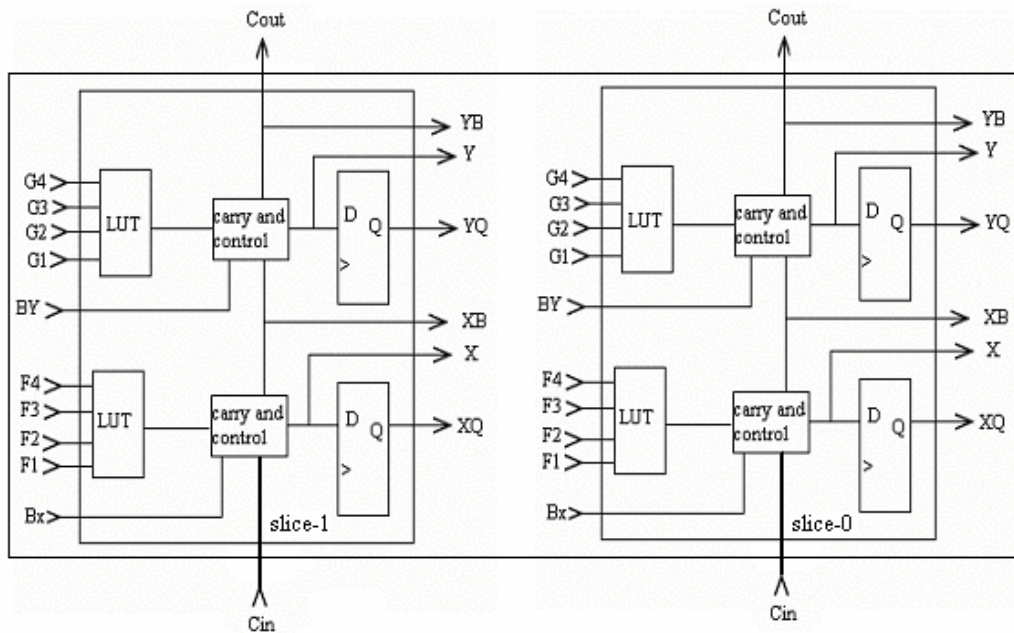 Cout
YB
Y
G4
G3
G2
G1
LUT
carry and
control
D
Q
YQ
>
BY
XB
X
F4
F3
F2
F1
LUT
carry and
control
D
Q
XQ
>
Bx
slice-1
Cin
Cout
YB
Y
G4
G3
G2
G1
LUT
carry and
control
D
Q
YQ
>
BY
XB
X
F4
F3
F2
F1
LUT
carry and
control
D
Q
XQ
>
Bx
slice-0
Cin